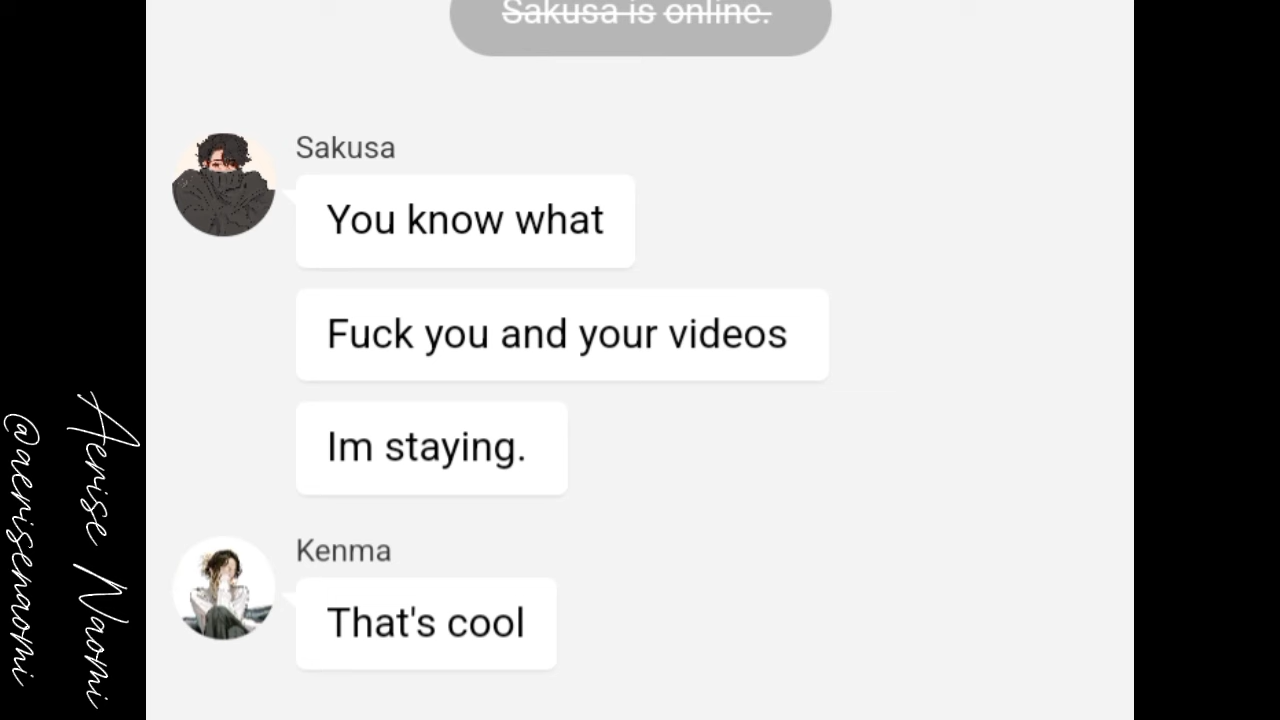 Sakusa is online.
Sakusa
You know what
Fuck you and your videos
Im staying.
Kenma
That's cool
Aerise Naomi
@aerisenaomi